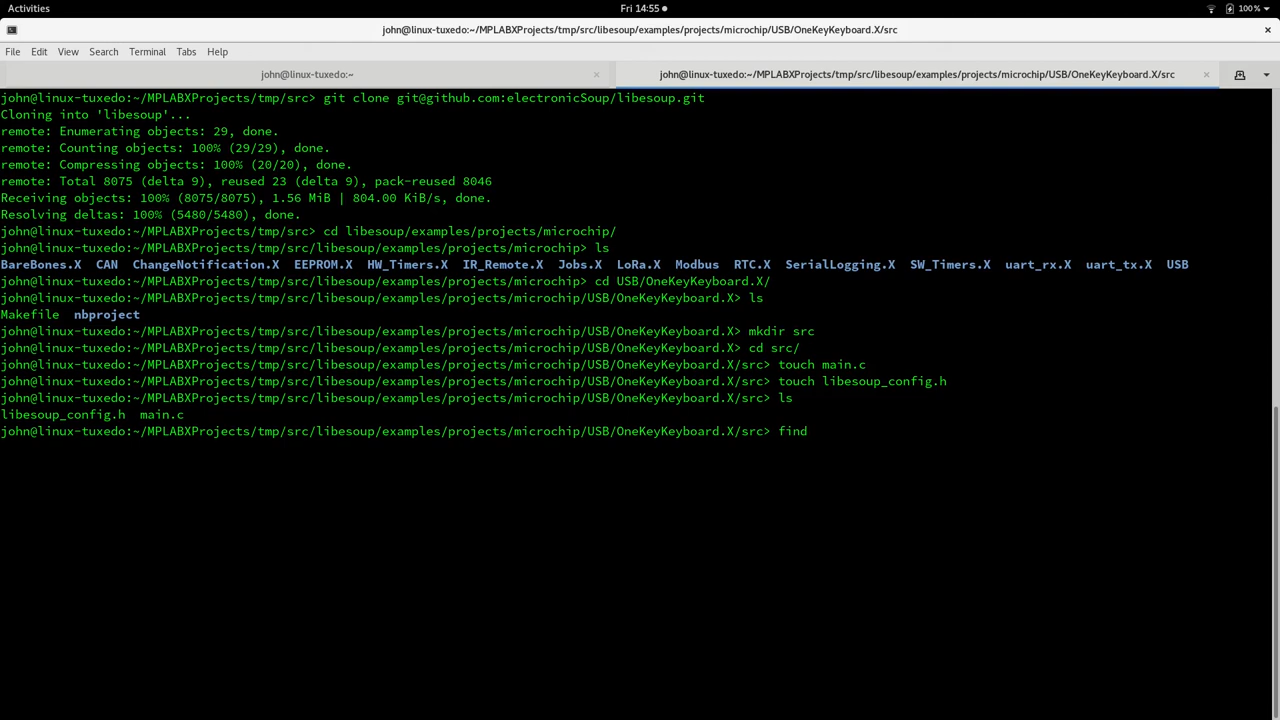 Activities
Fri 14:55
100%
john@linux-tuxedo:~/MPLABXProjects/tmp/src/libesoup/examples/projects/microchip/USB/OneKeyKeyboard.X/src
File Edit View Search Terminal Tabs Help
john@linux-tuxedo:~
john@linux-tuxedo:~/MPLABXProjects/tmp/src/libesoup/examples/projects/microchip/USB/OneKeyKeyboard.X/src
john@linux-tuxedo:~/MPLABXProjects/tmp/src> git clone git@github.com:electronicSoup/libesoup.git
Cloning into 'libesoup'...
remote: Enumerating objects: 29, done.
remote: Counting objects: 100% (29/29), done.
remote: Compressing objects: 100% (20/20), done.
remote: Total 8075 (delta 9), reused 23 (delta 9), pack-reused 8046
Receiving objects: 100% (8075/8075), 1.56 MiB | 804.00 KiB/s, done.
Resolving deltas: 100% (5480/5480), done.
john@linux-tuxedo:~/MPLABXProjects/tmp/src> cd libesoup/examples/projects/microchip/
john@linux-tuxedo:~/MPLABXProjects/tmp/src/libesoup/examples/projects/microchip> ls
BareBones.X CAN ChangeNotification.X EEPROM.X HW_Timers.X IR_Remote.X Jobs.X LoRa.X Modbus RTC.X SerialLogging.X SW_Timers.X uart_rx.X uart_tx.X USB
john@linux-tuxedo:~/MPLABXProjects/tmp/src/libesoup/examples/projects/microchip> cd USB/OneKeyKeyboard.X/
john@linux-tuxedo:~/MPLABXProjects/tmp/src/libesoup/examples/projects/microchip/USB/OneKeyKeyboard.X> ls
Makefile nbproject
john@linux-tuxedo:~/MPLABXProjects/tmp/src/libesoup/examples/projects/microchip/USB/OneKeyKeyboard.X> mkdir src
john@linux-tuxedo:~/MPLABXProjects/tmp/src/libesoup/examples/projects/microchip/USB/OneKeyKeyboard.X> cd src/
john@linux-tuxedo:~/MPLABXProjects/tmp/src/libesoup/examples/projects/microchip/USB/OneKeyKeyboard.X/src> touch main.c
john@linux-tuxedo:~/MPLABXProjects/tmp/src/libesoup/examples/projects/microchip/USB/OneKeyKeyboard.X/src> touch libesoup_config.h
john@linux-tuxedo:~/MPLABXProjects/tmp/src/libesoup/examples/projects/microchip/USB/OneKeyKeyboard.X/src> ls
libesoup_config.h main.c
john@linux-tuxedo:~/MPLABXProjects/tmp/src/libesoup/examples/projects/microchip/USB/OneKeyKeyboard.X/src> find